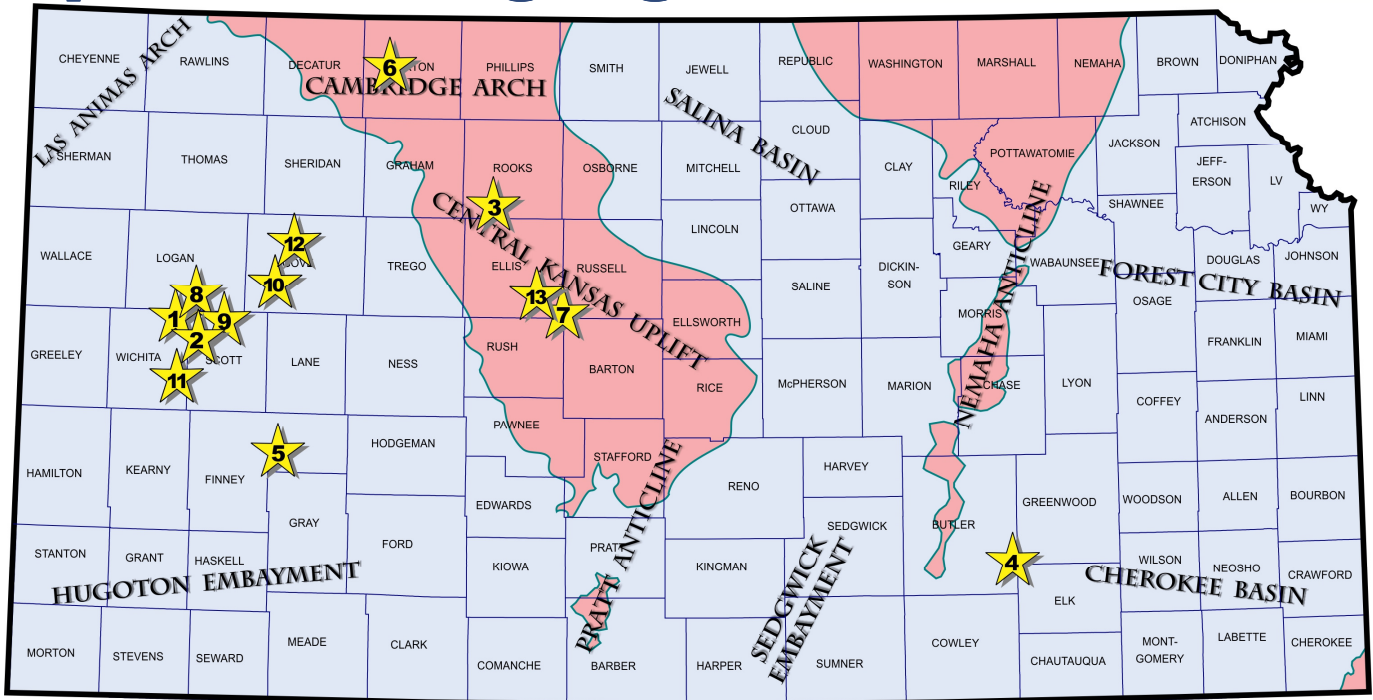 CHEYENNE
RAWLINS
DECATUR
6
TON
PHILLIPS
SMITH
JEWELL
REPUBLIC
WASHINGTON
MARSHALL
NEMAHA
BROWN
DONIPHAN
LAS ANIMAS ARCH
CAMBRIDGE ARCH
SALINA BASIN
SHERMAN
THOMAS
SHERIDAN
GRAHAM
ROOKS
OSBORNE
MITCHELL
CLOUD
CLAY
RILEY
POTTAWATOMIE
JACKSON
ATCHISON
JEFF-
ERSON
LV
WY
3
CENTRAL KANSAS UPLIFT
OTTAWA
SHAWNEE
WALLACE
LOGAN
12
GOVE
10
TREGO
ELLIS
RUSSELL
LINCOLN
SALINE
DICKIN-
SON
GEARY
WABAUNSEE
FOREST CITY BASIN
DOUGLAS
JOHNSON
8
1
9
2
11
13
7
ELLSWORTH
MORRIS
NEMAHA ANTICLINE
OSAGE
FRANKLIN
MIAMI
GREELEY
WICHITA
SCOTT
LANE
NESS
RUSH
BARTON
RICE
McPHERSON
MARION
CHASE
LYON
COFFEY
ANDERSON
LINN
HAMILTON
KEARNY
FINNEY
5
HODGEMAN
PAWNEE
STAFFORD
EDWARDS
RENO
HARVEY
SEDGWICK
BUTLER
GREENWOOD
WOODSON
ALLEN
BOURBON
GRAY
FORD
PRATT
PRATT ANTICLINE
KIOWA
KINGMAN
SEDGWICK
EMBAYMENT
4
STANTON
GRANT
HASKELL
HUGOTON EMBAYMENT
WILSON
NEOSHO
CRAWFORD
CHEROKEE BASIN
ELK
MORTON
STEVENS
SEWARD
MEADE
CLARK
COMANCHE
BARBER
HARPER
SUMNER
COWLEY
CHAUTAUQUA
MONT-
GOMERY
LABETTE
CHEROKEE